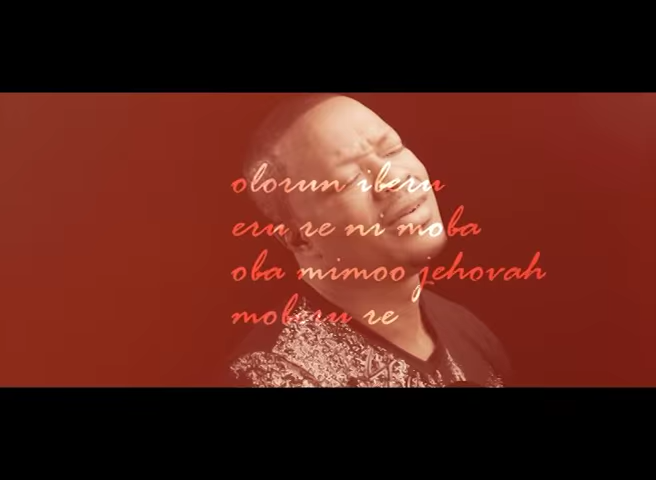 olorun iberu
eru re ni moba
oba mimoo jehovah
moberu re